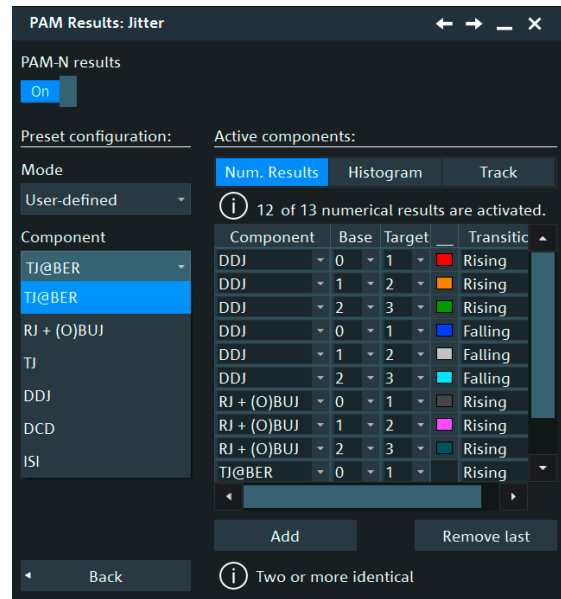 PAM Results: Jitter
PAM-N results
On
Preset configuration:
Mode
User-defined
Component
TJ@BER
TJ@BER
RJ + (O)BUJ
TJ
DDJ
DCD
ISI
Back
Active components:
Num. Results Histogram Track
12 of 13 numerical results are activated.
Component Base Target __ Transitic
DDJ 0 1 Rising
DDJ 1 2 Rising
DDJ 2 3 Rising
DDJ 0 1 Falling
DDJ 1 2 Falling
DDJ 2 3 Falling
RJ + (O)BUJ 0 1 Rising
RJ + (O)BUJ 1 2 Rising
RJ + (O)BUJ 2 3 Rising
TJ@BER 0 1 Rising
Add Remove last
Two or more identical